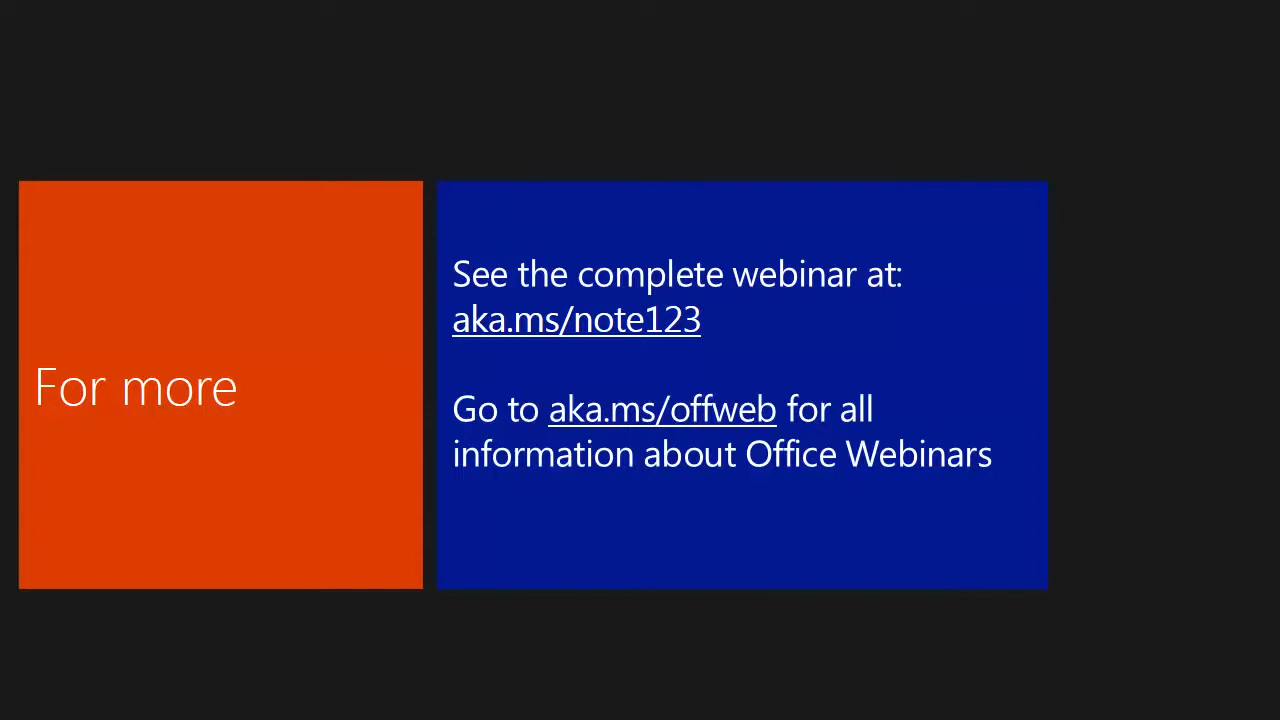 For more
See the complete webinar at:
aka.ms/note123
Go to aka.ms/offweb for all
information about Office Webinars